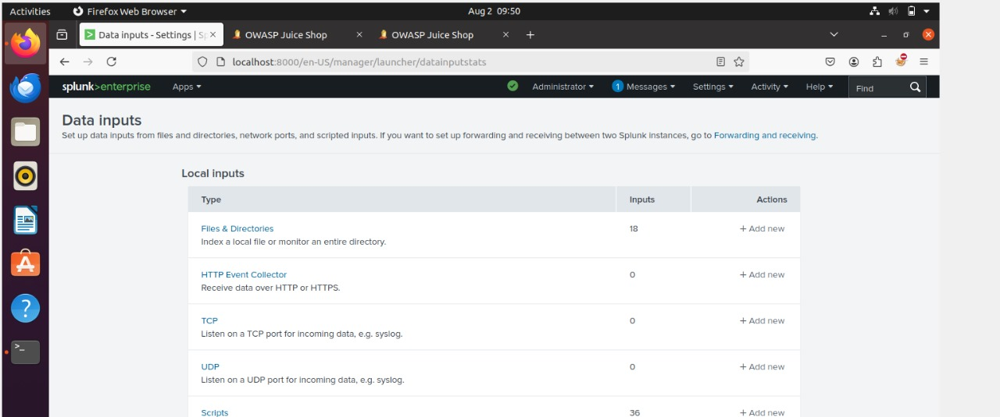 Activities Firefox Web Browser Aug 2 09:50
Data inputs - Settings | Sp × OWASP Juice Shop × OWASP Juice Shop × +
localhost:8000/en-US/manager/launcher/datainputstats
splunk>enterprise Apps Administrator 1 Messages Settings Activity Help Find
Data inputs
Set up data inputs from files and directories, network ports, and scripted inputs. If you want to set up forwarding and receiving between two Splunk instances, go to Forwarding and receiving.
Local inputs
Type Inputs Actions
Files & Directories 18 + Add new
Index a local file or monitor an entire directory.
HTTP Event Collector 0 + Add new
Receive data over HTTP or HTTPS.
TCP 0 + Add new
Listen on a TCP port for incoming data, e.g. syslog.
UDP 0 + Add new
Listen on a UDP port for incoming data, e.g. syslog.
Scripts 36 + Add new